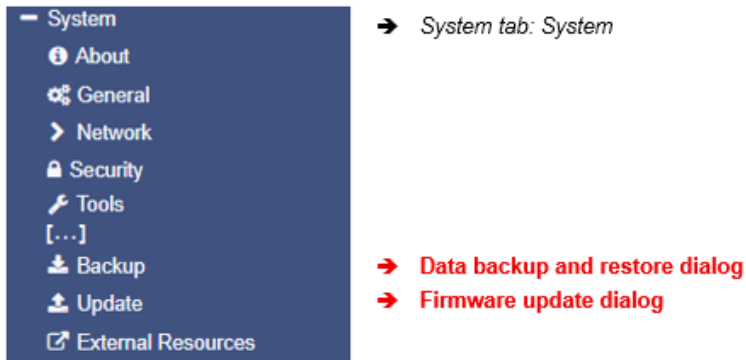 System ➔ System tab: System
About
General
Network
Security
Tools
[...]
Backup ➔ Data backup and restore dialog
Update ➔ Firmware update dialog
External Resources